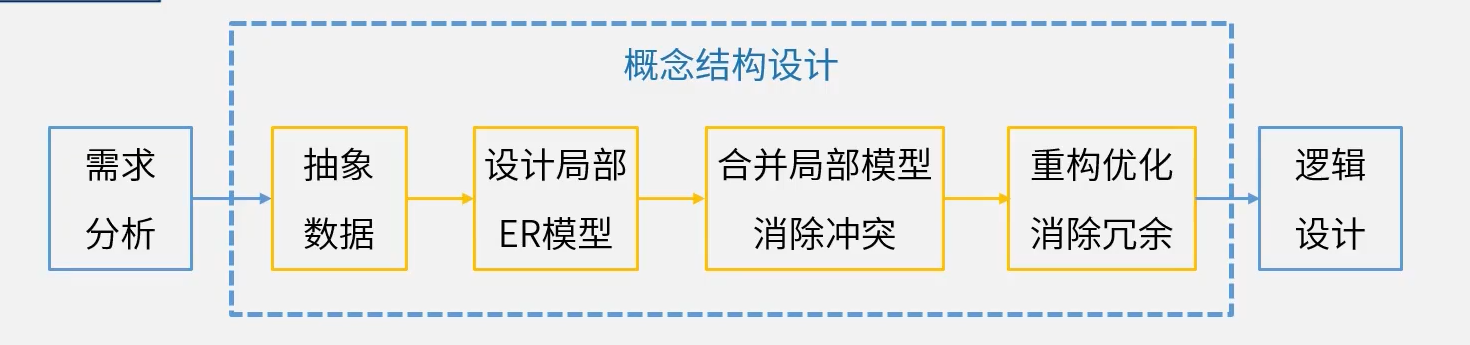 概念结构设计
需求
分析
抽象
数据
设计局部
ER模型
合并局部模型
消除冲突
重构优化
消除冗余
逻辑
设计